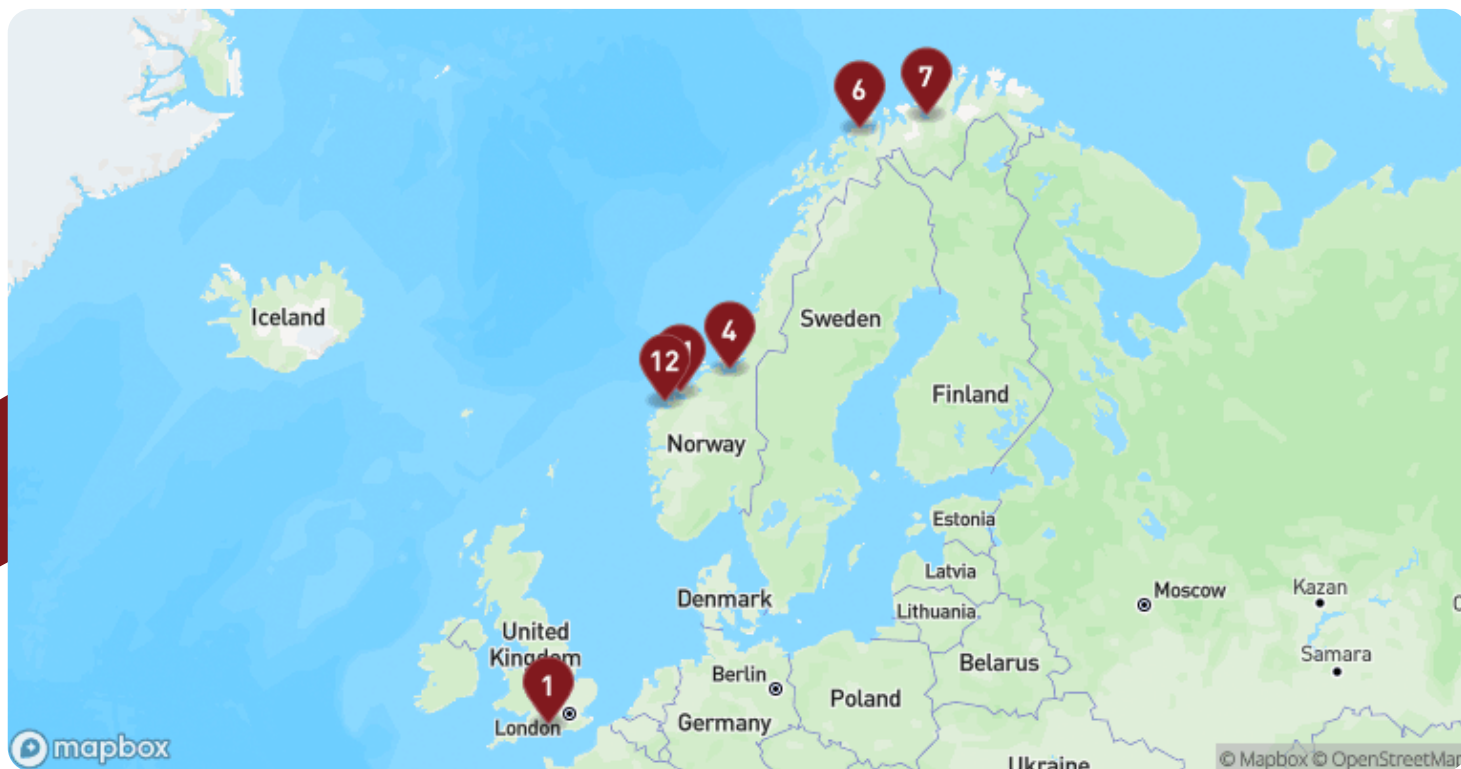 7
6
Iceland
Sweden
4
12
Finland
Norway
Estonia
Latvia
Denmark
Lithuania
Moscow
Kazan
United
Kingdom
Belarus
Samara
Berlin
1
Poland
London
Germany
mapbox
Ukraine
© Mapbox © OpenStreetMap